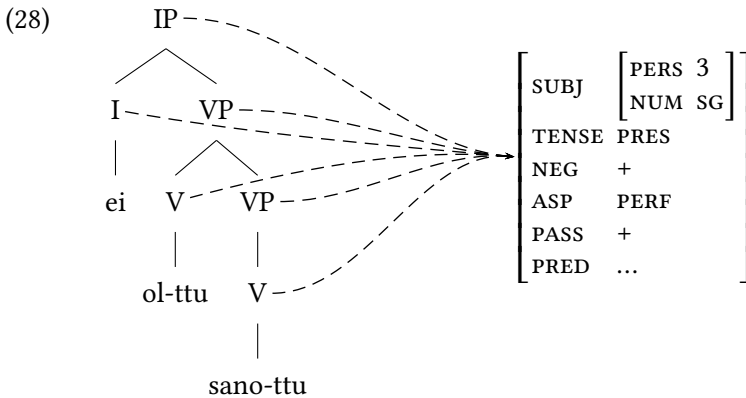 (28)
IP
PERS 3
SUBJ
NUM SG
I VP
TENSE PRES
NEG +
ei V VP
ASP PERF
PASS +
PRED ...
ol-ttu V
sano-ttu